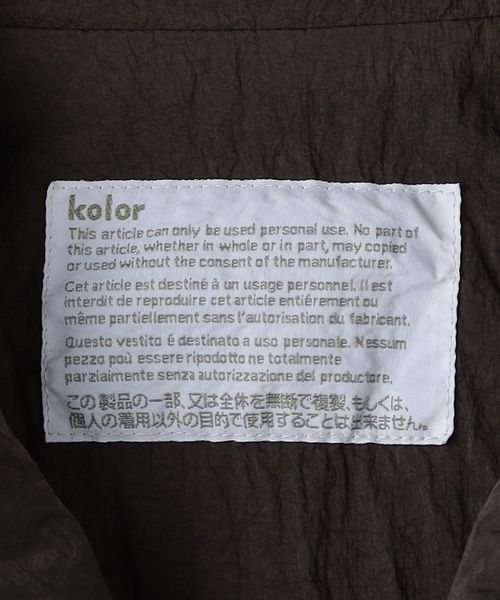 kolor
This article can only be used personal use. No part of
this article, whether in whole or in part, may copied
or used without the consent of the manufacturer.
Cet article est destiné à un usage personnel. Il est
interdit de reproduire cet article entiérement ou
même partiellement sans l'autorisation du fabricant.
Questo vestito é destinato a uso personale. Nessum
pezzo poù essere ripodotto ne totalmente
parziaimente senza autorizzazione del productore.
この製品の一部、又は全体を無断で複製、もしくは、
個人の着用以外の目的で使用することは出来ません。